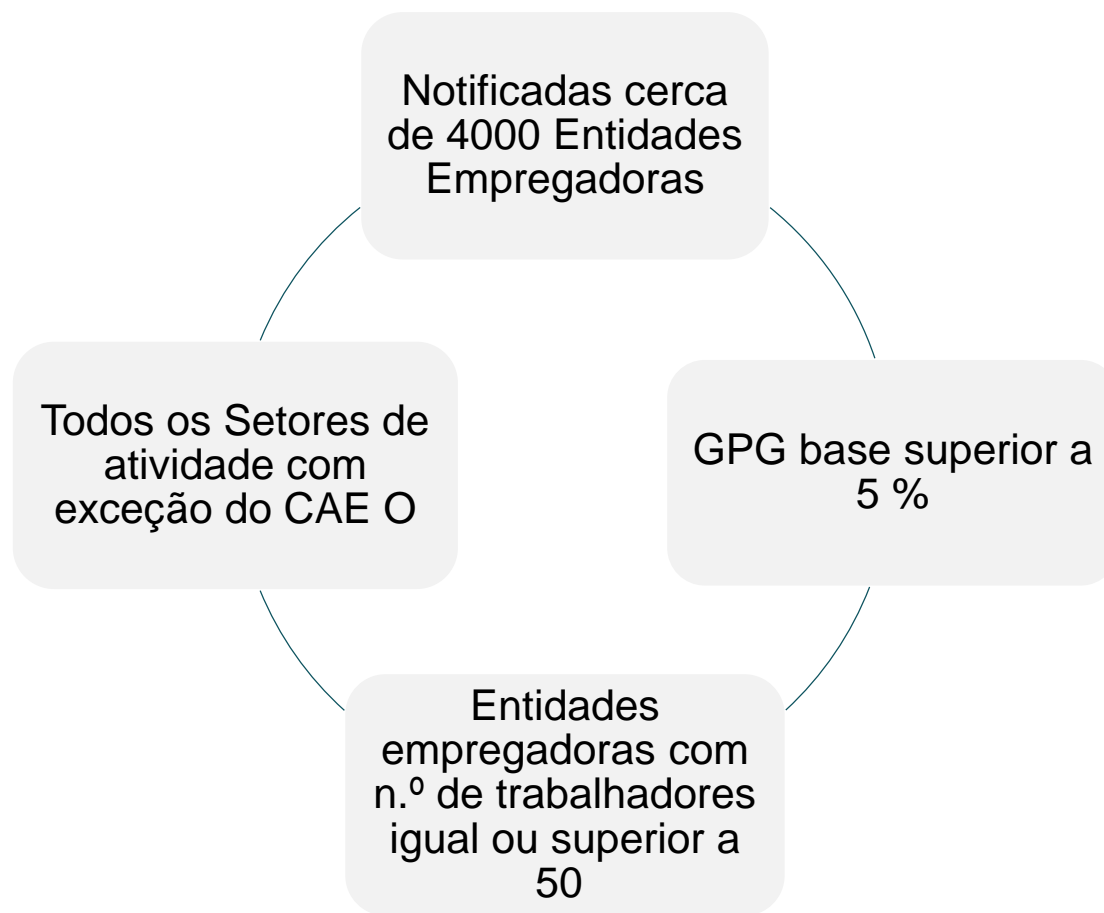 Notificadas cerca
de 4000 Entidades
Empregadoras
Todos os Setores de
atividade com
exceção do CAE O
GPG base superior a
5 %
Entidades
empregadoras com
n.º de trabalhadores
igual ou superior a
50